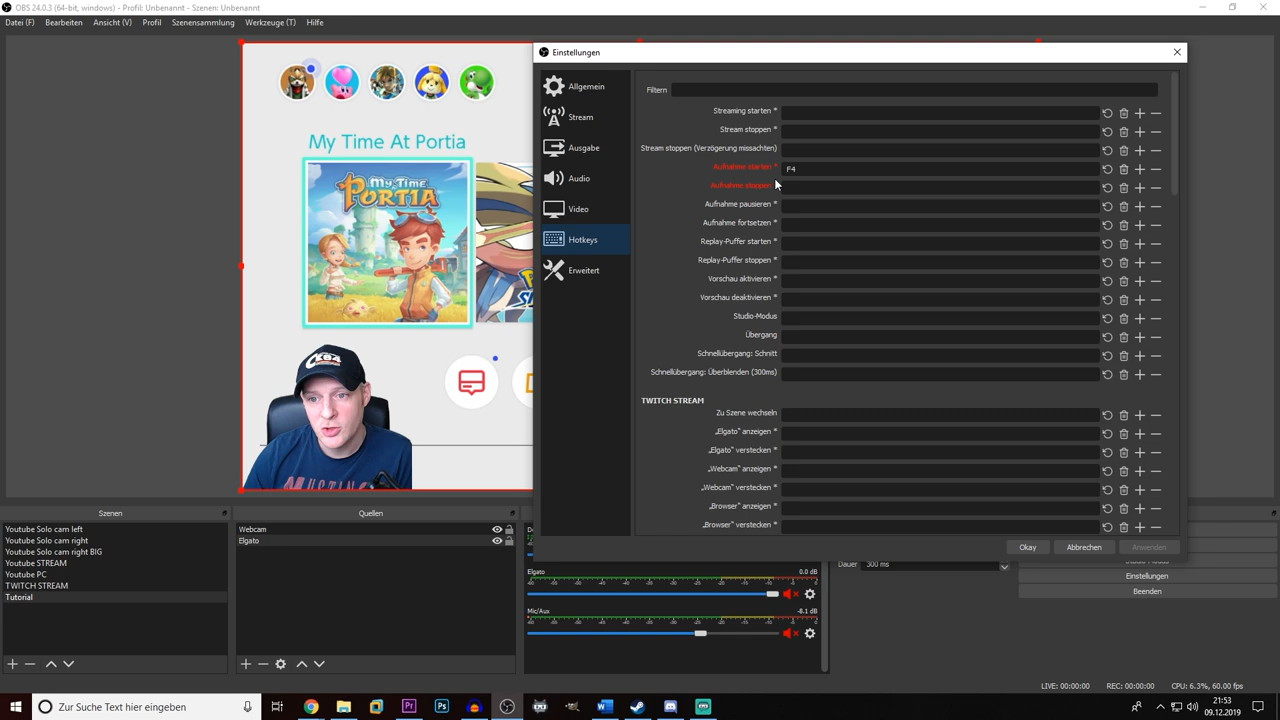 OBS 24.0.3 (64-bit, windows) - Profil: Unbenannt - Szenen: Unbenannt
Datei (F) Bearbeiten Ansicht (V) Profil Szenensammlung Werkzeuge (T) Hilfe
Einstellungen
Allgemein
Stream
Ausgabe
Audio
Video
Hotkeys
Erweitert
Filtern
Streaming starten *
Stream stoppen *
Stream stoppen (Verzögerung missachten)
Aufnahme starten * F4
Aufnahme stoppen
Aufnahme pausieren *
Aufnahme fortsetzen *
Replay-Puffer starten *
Replay-Puffer stoppen *
Vorschau aktivieren *
Vorschau deaktivieren *
Studio-Modus
Übergang
Schnellübergang: Schnitt
Schnellübergang: Überblenden (300ms)
TWITCH STREAM
Zu Szene wechseln
„Elgato“ anzeigen *
„Elgato“ verstecken *
„Webcam“ anzeigen *
„Webcam“ verstecken *
„Browser“ anzeigen *
„Browser“ verstecken *
Okay Abbrechen Anwenden
My Time At Portia
My TIME
AT
PORTIA
CK64
MUSTING
Szenen
Youtube Solo cam left
Youtube Solo cam right
Youtube Solo cam right BIG
Youtube STREAM
Youtube PC
TWITCH STREAM
Tutorial
Quellen
Webcam
Elgato
Elgato 0.0 dB
Mic/Aux -8.1 dB
Dauer 300 ms
Einstellungen
Beenden
LIVE: 00:00:00 REC: 00:00:00 CPU: 6.3%, 60.00 fps
Zur Suche Text hier eingeben
21:53
09.12.2019